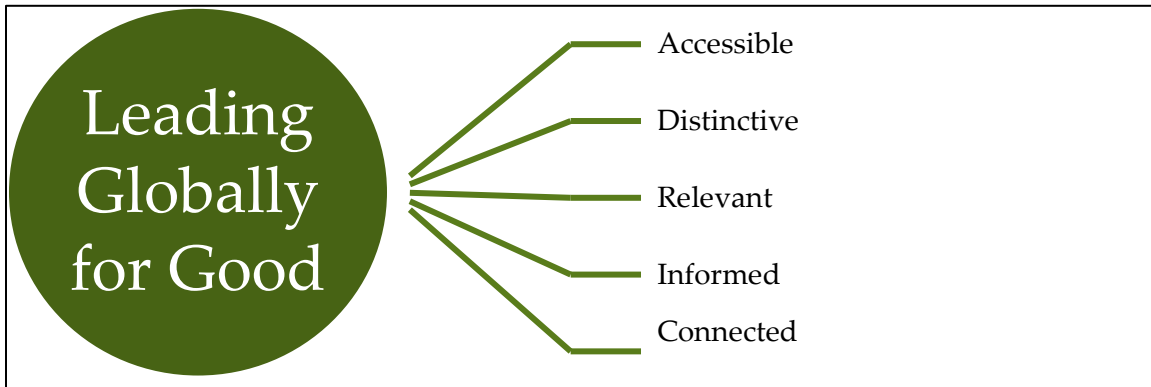 Leading
Globally
for Good
Accessible
Distinctive
Relevant
Informed
Connected